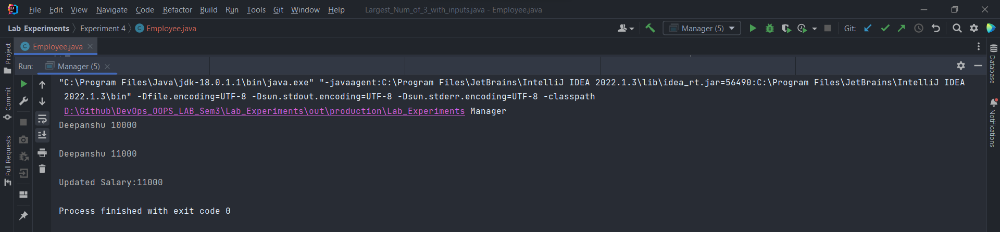 File Edit View Navigate Code Refactor Build Run Tools Git Window Help Largest_Num_of_3_with_inputs.java - Employee.java
Lab_Experiments Experiment 4 Employee.java Manager (5) Git:
Project
Employee.java
Database
Run: Manager (5)
"C:\Program Files\Java\jdk-18.0.1.1\bin\java.exe" "-javaagent:C:\Program Files\JetBrains\IntelliJ IDEA 2022.1.3\lib\idea_rt.jar=56490:C:\Program Files\JetBrains\IntelliJ IDEA
2022.1.3\bin" -Dfile.encoding=UTF-8 -Dsun.stdout.encoding=UTF-8 -Dsun.stderr.encoding=UTF-8 -classpath
D:\Github\DevOps_OOPS_LAB_Sem3\Lab_Experiments\out\production\Lab_Experiments Manager
Commit
Notifications
Deepanshu 10000
Deepanshu 11000
Pull Requests
Updated Salary:11000
Process finished with exit code 0